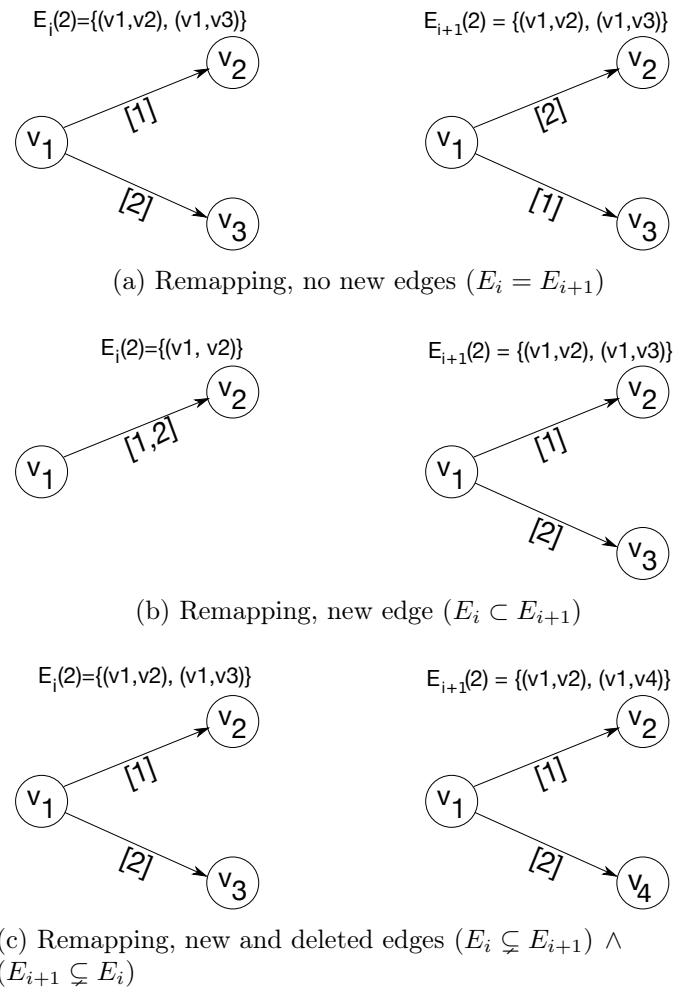 E_i(2)={(v1,v2), (v1,v3)}
E_{i+1}(2) = {(v1,v2), (v1,v3)}
v_2
v_2
[1]
[2]
v_1
v_1
[2]
[1]
v_3
v_3
(a) Remapping, no new edges (E_i = E_{i+1})
E_i(2)={(v1, v2)}
E_{i+1}(2) = {(v1,v2), (v1,v3)}
v_2
v_2
[1,2]
[1]
v_1
v_1
[2]
v_3
(b) Remapping, new edge (E_i ⊂ E_{i+1})
E_i(2)={(v1,v2), (v1,v3)}
E_{i+1}(2) = {(v1,v2), (v1,v4)}
v_2
v_2
[1]
[1]
v_1
v_1
[2]
[2]
v_3
v_4
(c) Remapping, new and deleted edges (E_i ⊊ E_{i+1}) ∧
(E_{i+1} ⊊ E_i)